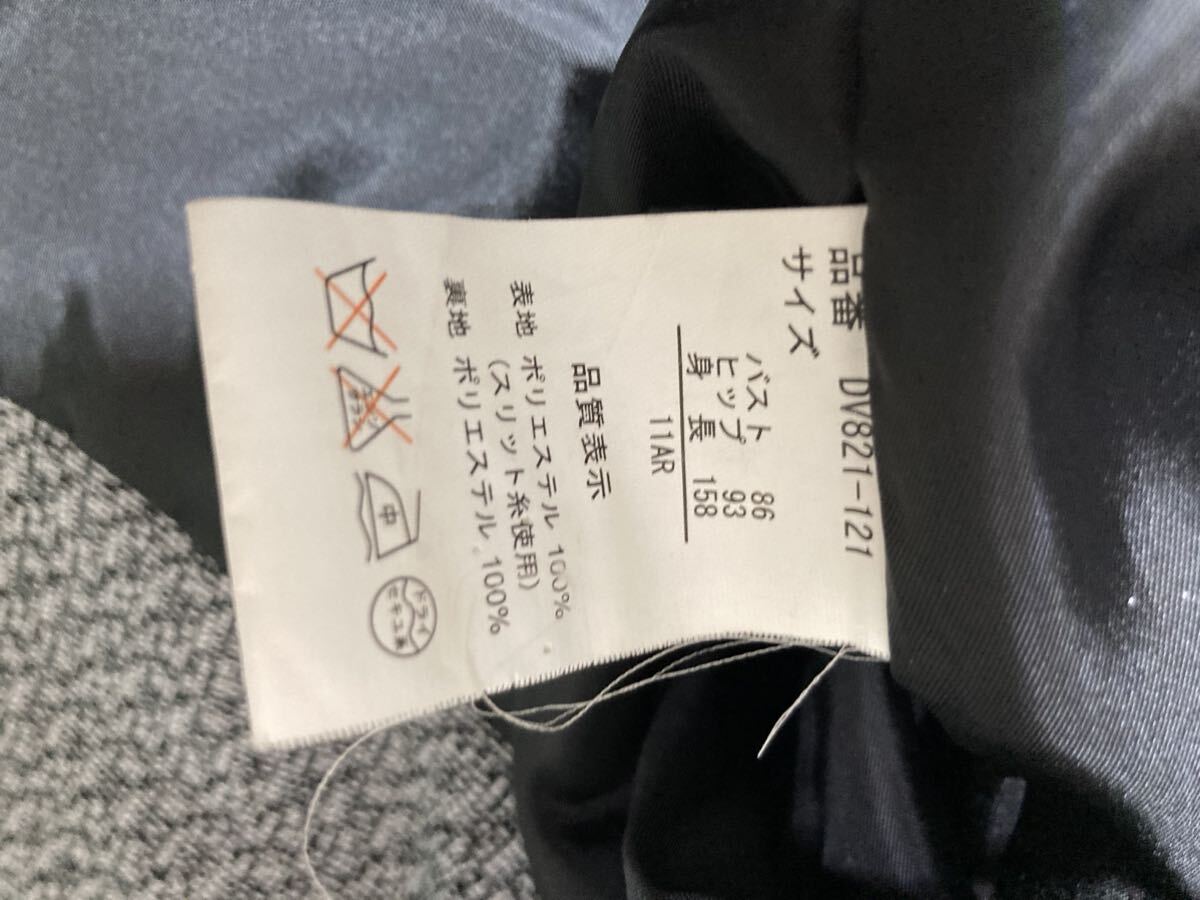 品番 DV821-121
サイズ
バスト 86
ヒップ 93
身長 158
11AR
品質表示
表地 ポリエステル 100%
(スリット糸使用)
裏地 ポリエステル 100%
中
ドライ
セキユ系